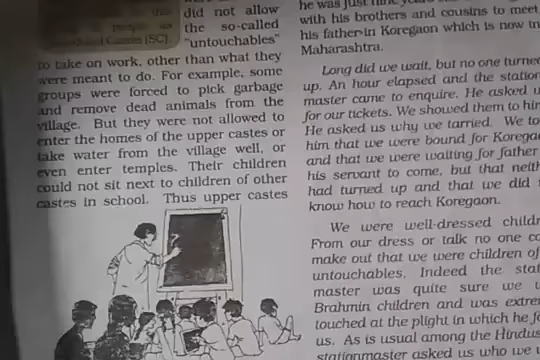 did not allow
the so-called
"untouchables"
to take on work, other than what they
were meant to do. For example, some
groups were forced to pick garbage
and remove dead animals from the
village. But they were not allowed to
enter the homes of the upper castes or
take water from the village well, or
even enter temples. Their children
could not sit next to children of other
castes in school. Thus upper castes
he was just nine
with his brothers and cousins to meet
his father in Koregaon which is now in
Maharashtra.
Long did we wait, but no one turned
up. An hour elapsed and the station
master came to enquire. He asked
for our tickets. We showed them to him
He asked us why we tarried. We
him that we were bound for Korega
and that we were waiting for father
his servant to come, but that
had turned up and that we did
know how to reach Koregaon.
We were well-dressed
From our dress or talk no one
make out that we were children of
untouchables. Indeed the
master was quite sure we
Brahmin children and was
touched at the plight in which he
us. As is usual among the Hindus
stationmaster asked us who we